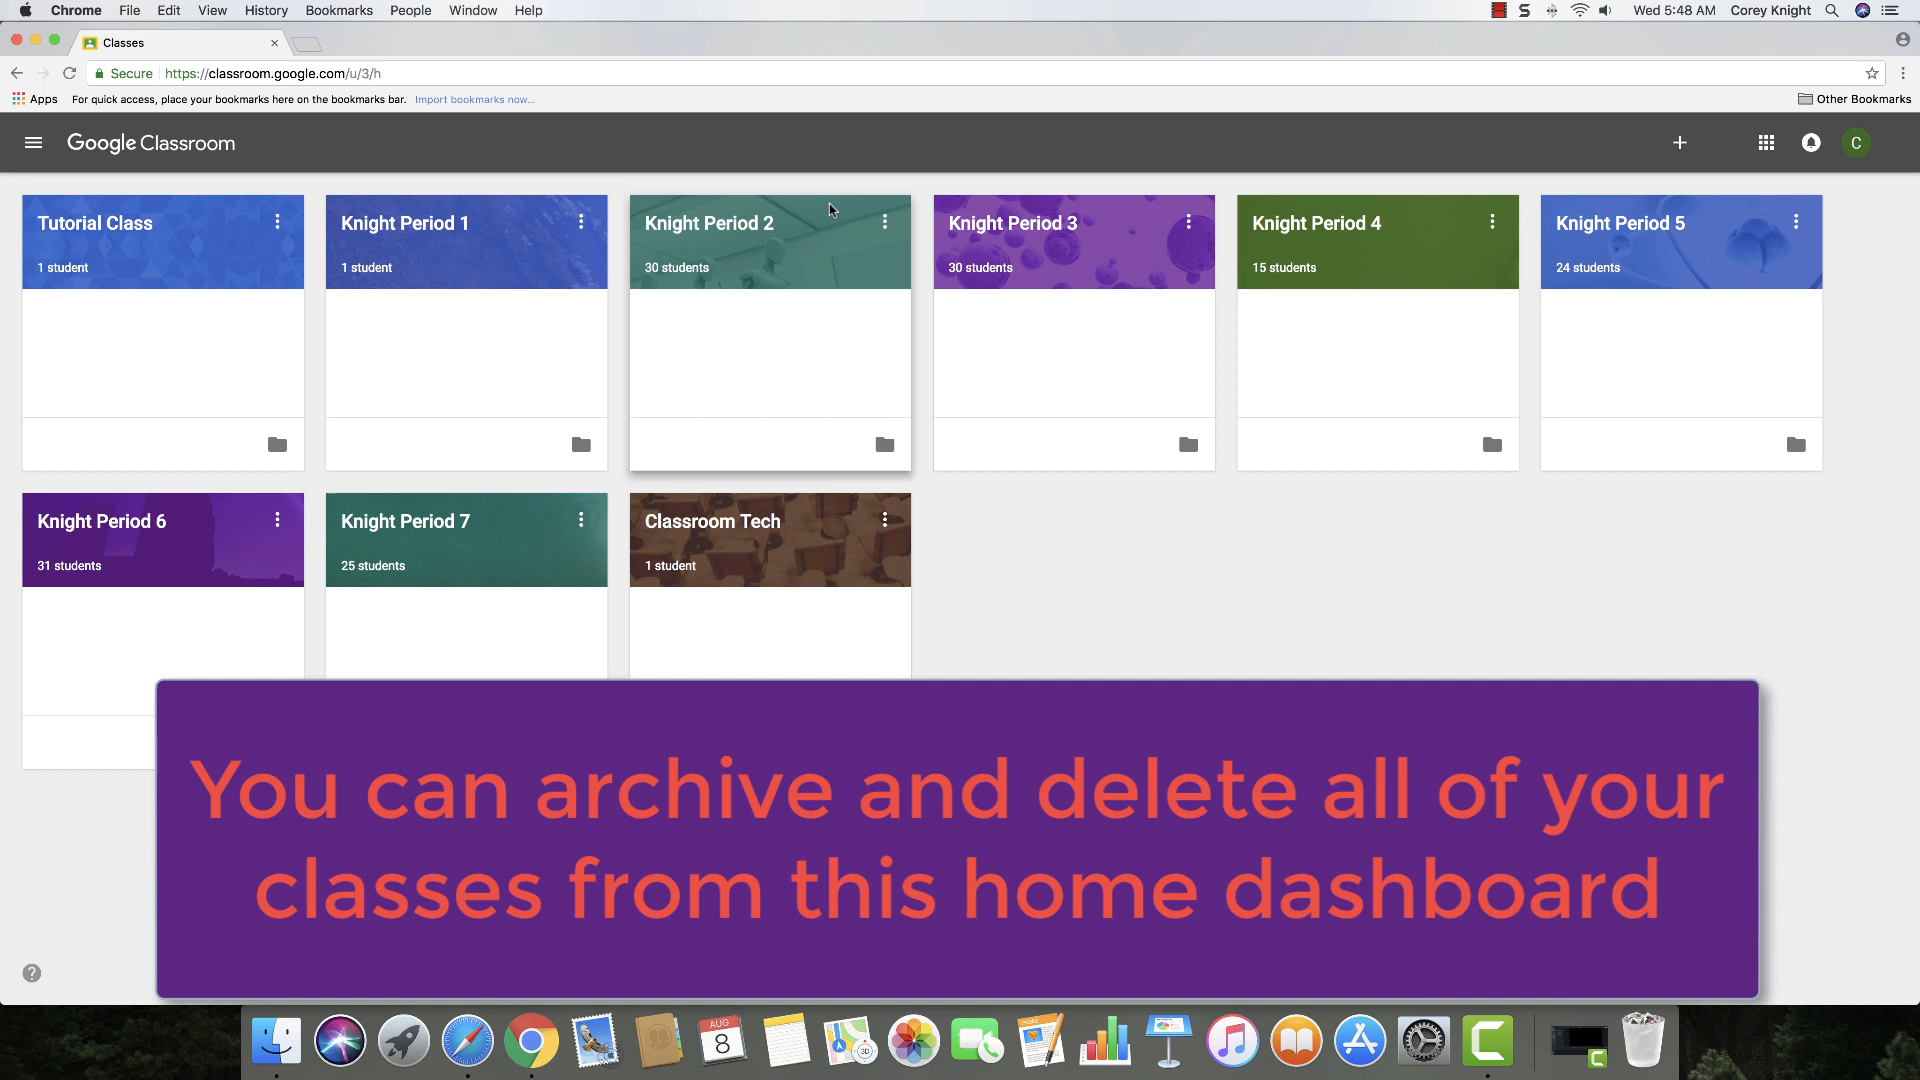 Chrome File Edit View History Bookmarks People Window Help Wed 5:48 AM Corey Knight
Classes
Secure https://classroom.google.com/u/3/h
Apps For quick access, place your bookmarks here on the bookmarks bar. Import bookmarks now... Other Bookmarks
Google Classroom C
Tutorial Class
1 student
Knight Period 1
1 student
Knight Period 2
30 students
Knight Period 3
30 students
Knight Period 4
15 students
Knight Period 5
24 students
Knight Period 6
31 students
Knight Period 7
25 students
Classroom Tech
1 student
You can archive and delete all of your
classes from this home dashboard
?
AUG
8
3D